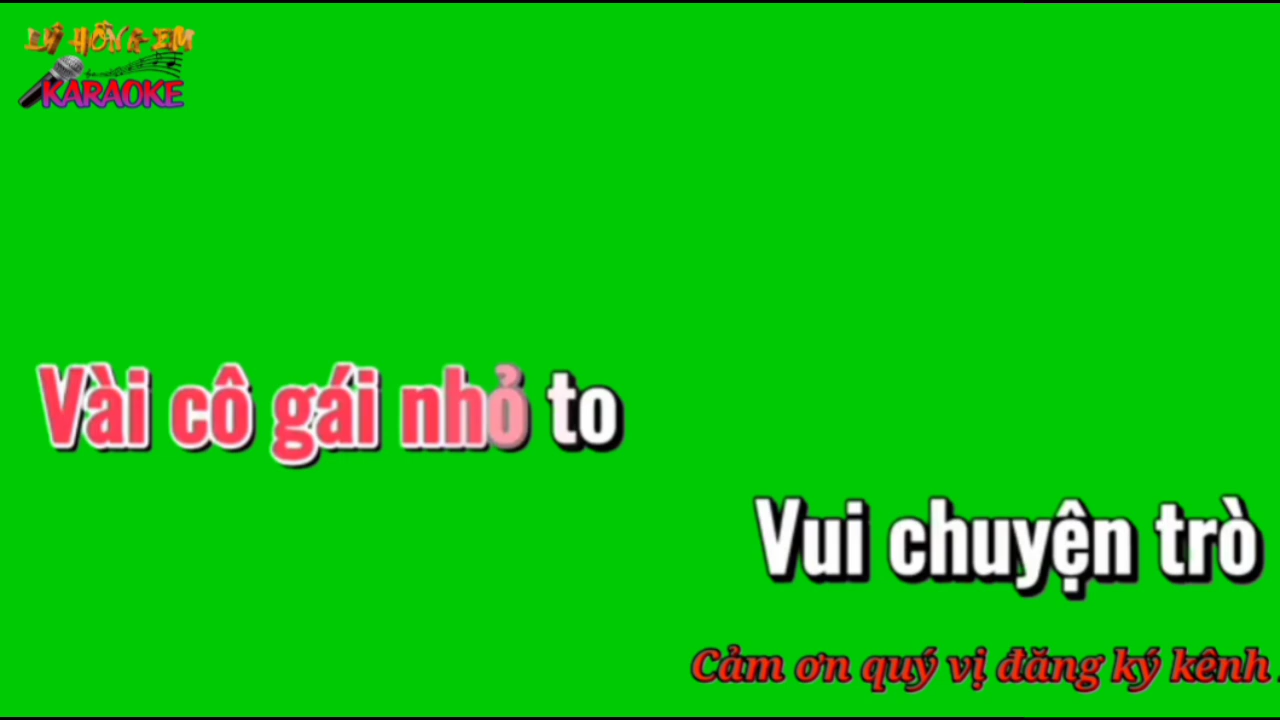 LÝ HỒNG EM
KARAOKE
Vài cô gái nhỏ to
Vui chuyện trò
Cảm ơn quý vị đăng ký kênh